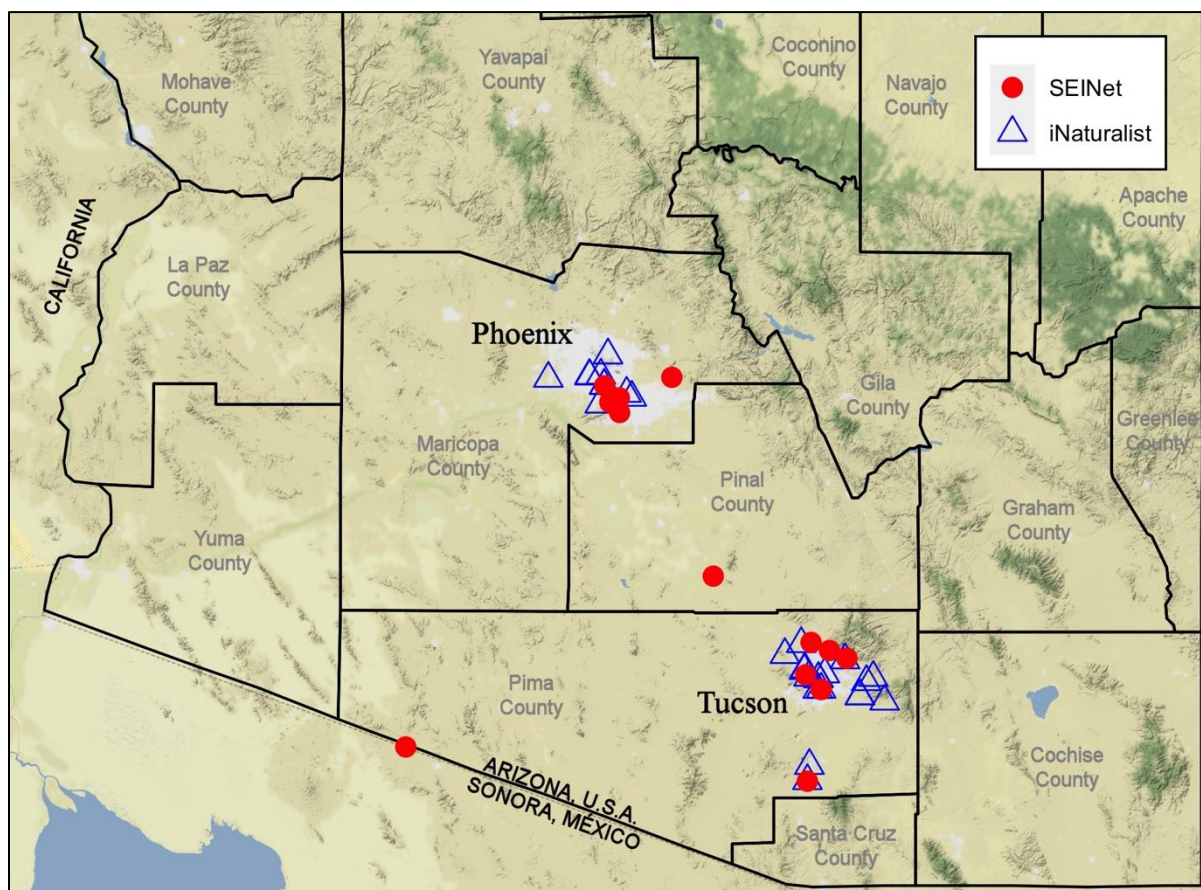 Mohave
County
Yavapai
County
Coconino
County
Navajo
County
SEINet
iNaturalist
Apache
County
CALIFORNIA
La Paz
County
Phoenix
Gila
County
Greenlee
County
Maricopa
County
Pinal
County
Graham
County
Yuma
County
Pima
County
Tucson
Cochise
County
ARIZONA, U.S.A.
SONORA, MÉXICO
Santa Cruz
County